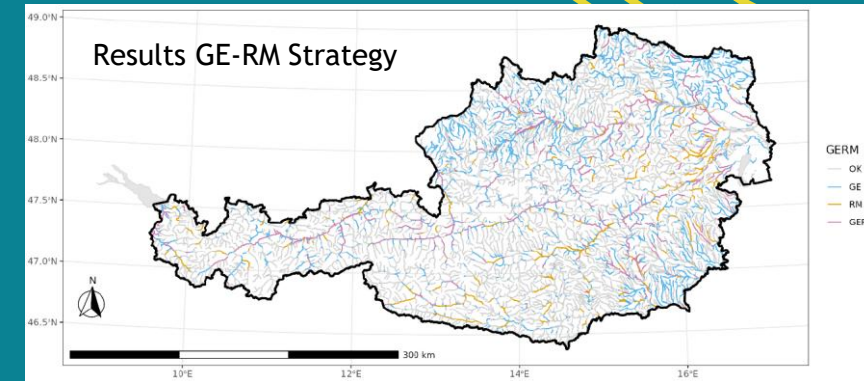 49.0°N
Results GE-RM Strategy
48.5°N
48.0°N
47.5°N
47.0°N
46.5°N
N
300 km
10°E
12°E
14°E
16°E
GERM
OK
GE
RM